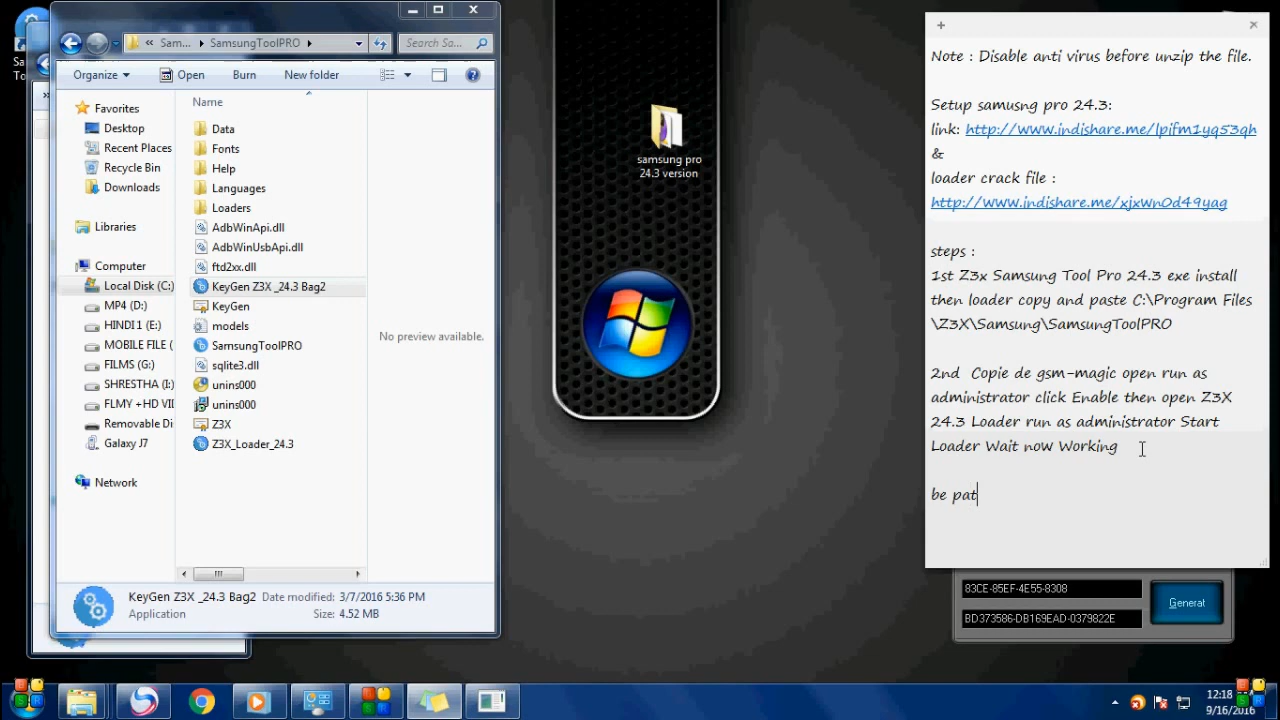 Sam... SamsungToolPRO
Search Sa...
Organize Open Burn New folder
Name
Favorites
Desktop
Recent Places
Recycle Bin
Downloads
Libraries
Computer
Local Disk (C:)
MP4 (D:)
HINDI 1 (E:)
MOBILE FILE (
FILMS (G:)
SHRESTHA (I:)
FLMY +HD VI
Removable Di
Galaxy J7
Network
Data
Fonts
Help
Languages
Loaders
AdbWinApi.dll
AdbWinUsbApi.dll
ftd2xx.dll
KeyGen Z3X _24.3 Bag2
KeyGen
models
SamsungToolPRO
sqlite3.dll
unins000
unins000
Z3X
Z3X_Loader_24.3
No preview available.
KeyGen Z3X _24.3 Bag2 Date modified: 3/7/2016 5:36 PM
Application Size: 4.52 MB
samsung pro
24.3 version
Note : Disable anti virus before unzip the file.
Setup samusng pro 24.3:
link: http://www.indishare.me/lpifm1yq53qh
&
loader crack file :
http://www.indishare.me/xjxwn0d49yag
steps :
1st Z3x Samsung Tool Pro 24.3 exe install
then loader copy and paste C:\Program Files
\Z3X\Samsung\SamsungToolPRO
2nd Copie de gsm-magic open run as
administrator click Enable then open Z3X
24.3 Loader run as administrator Start
Loader Wait now Working
be pat
83CE-85EF-4E55-8308
BD373586-DB169EAD-0379822E
General
12:18
9/16/2016